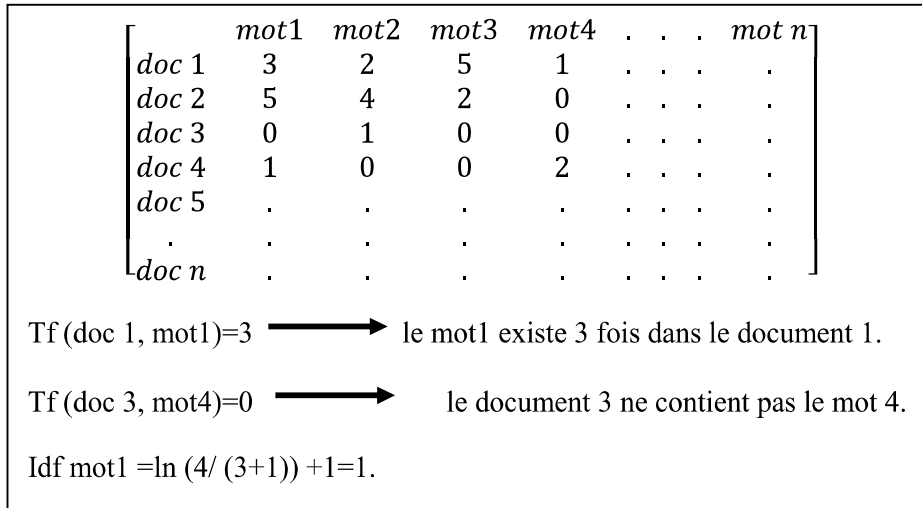 mot1 mot2 mot3 mot4 . . . mot n
doc 1 3 2 5 1 . . . .
doc 2 5 4 2 0 . . . .
doc 3 0 1 0 0 . . . .
doc 4 1 0 0 2 . . . .
doc 5 . . . . . . . .
. . . . . . . . .
doc n . . . . . . . .
Tf (doc 1, mot1)=3 le mot1 existe 3 fois dans le document 1.
Tf (doc 3, mot4)=0 le document 3 ne contient pas le mot 4.
Idf mot1 =ln (4/ (3+1)) +1=1.